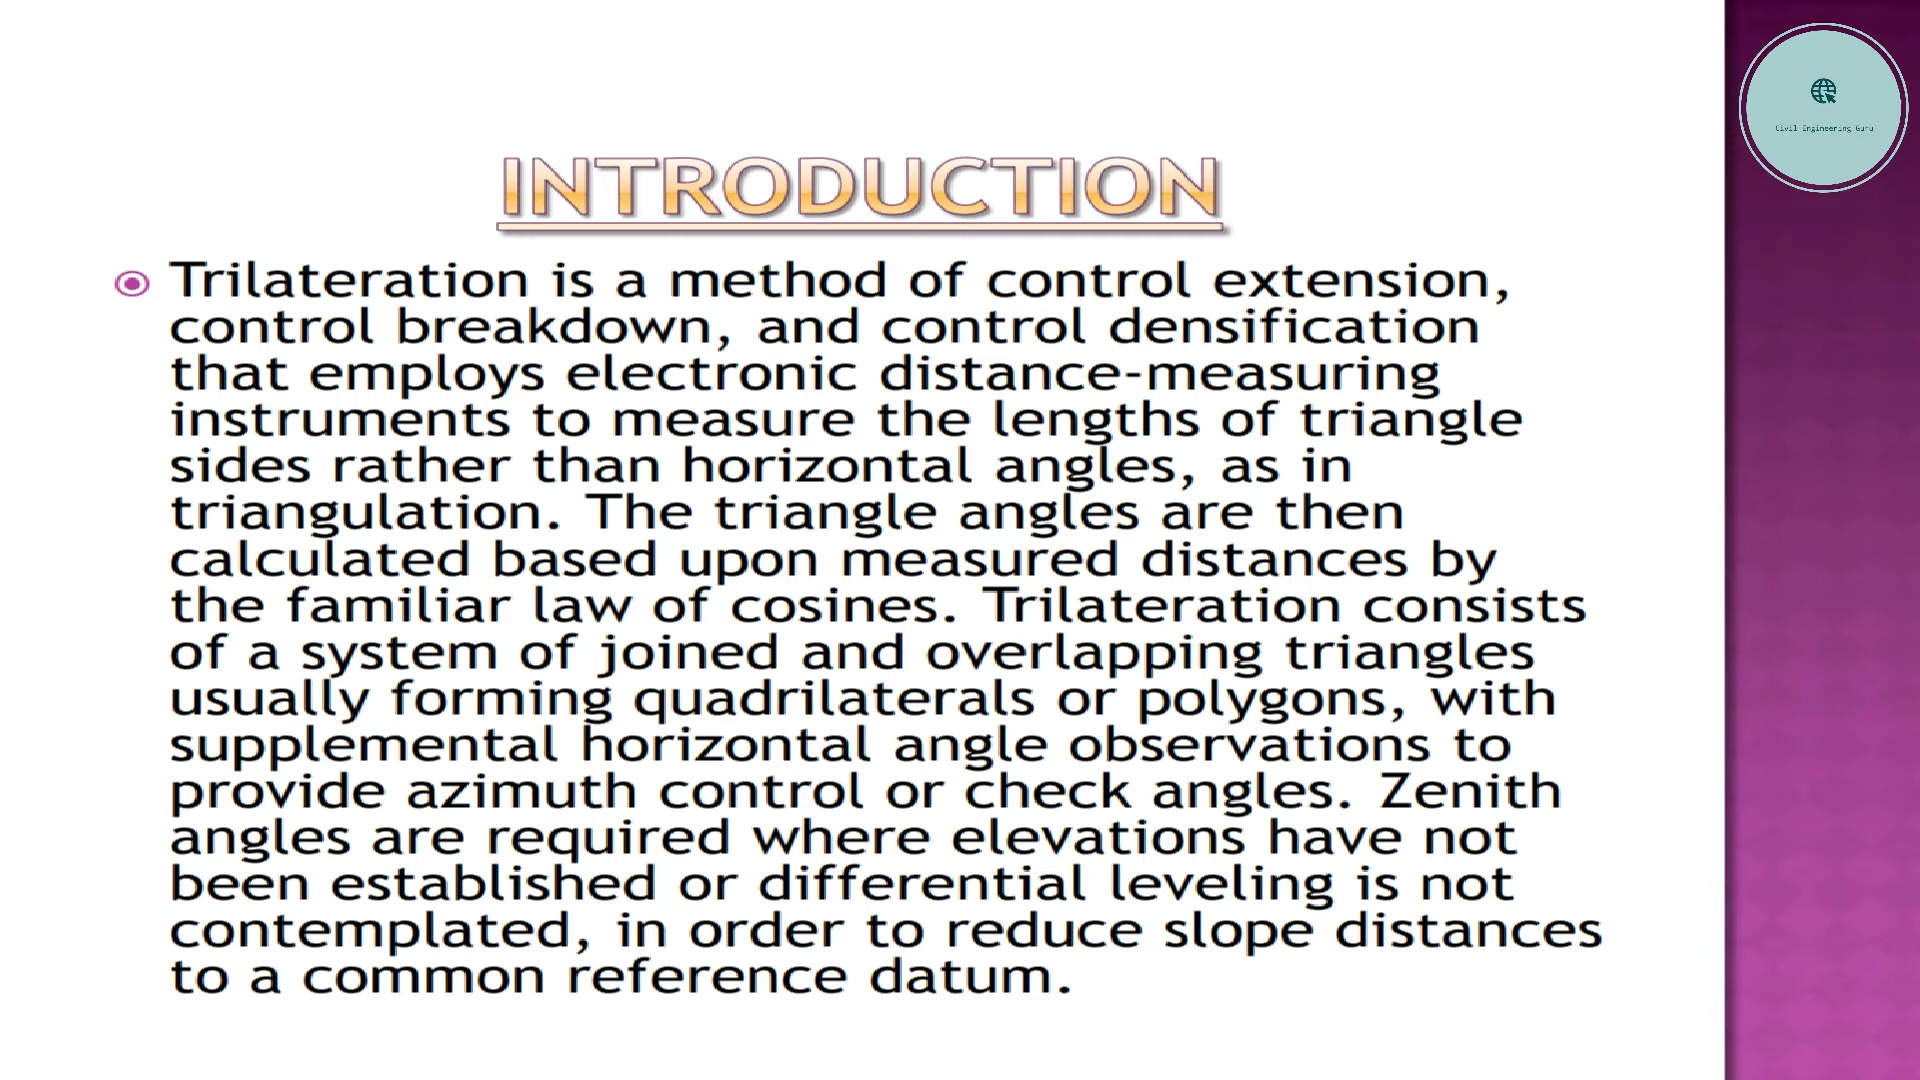 Civil Engineering Guru
INTRODUCTION
Trilateration is a method of control extension,
control breakdown, and control densification
that employs electronic distance-measuring
instruments to measure the lengths of triangle
sides rather than horizontal angles, as in
triangulation. The triangle angles are then
calculated based upon measured distances by
the familiar law of cosines. Trilateration consists
of a system of joined and overlapping triangles
usually forming quadrilaterals or polygons, with
supplemental horizontal angle observations to
provide azimuth control or check angles. Zenith
angles are required where elevations have not
been established or differential leveling is not
contemplated, in order to reduce slope distances
to a common reference datum.